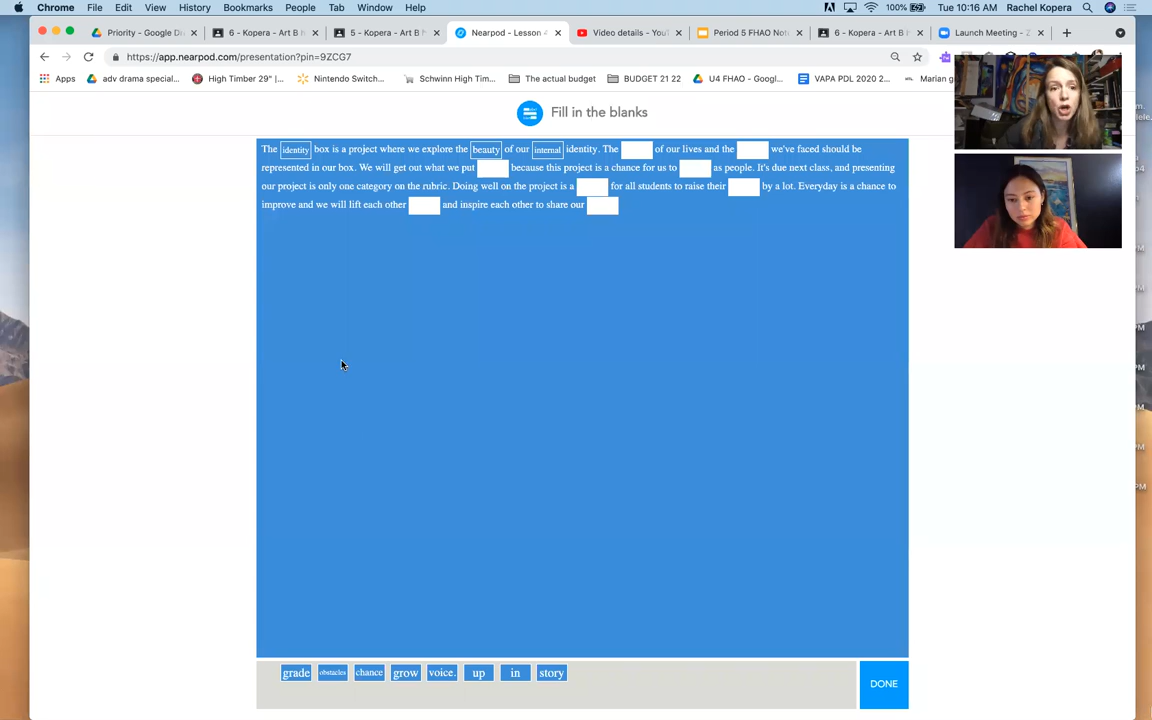 Chrome File Edit View History Bookmarks People Tab Window Help 100% Tue 10:16 AM Rachel Kopera
Priority - Google Dr
6 - Kopera - Art B h
5 - Kopera - Art B h
Nearpod - Lesson
Video details - YouT
Period 5 FHAO Not
6 - Kopera - Art B h
Launch Meeting - Z
https://app.nearpod.com/presentation?pin=9ZCG7
Apps adv drama special... High Timber 29" |... Nintendo Switch... Schwinn High Tim... The actual budget BUDGET 21 22 U4 FHAO - Googl... VAPA PDL 2020 2... Marian
Fill in the blanks
The identity box is a project where we explore the beauty of our internal identity. The of our lives and the we've faced should be
represented in our box. We will get out what we put because this project is a chance for us to as people. It's due next class, and presenting
our project is only one category on the rubric. Doing well on the project is a for all students to raise their by a lot. Everyday is a chance to
improve and we will lift each other and inspire each other to share our
grade obstacles chance grow voice. up in story
DONE